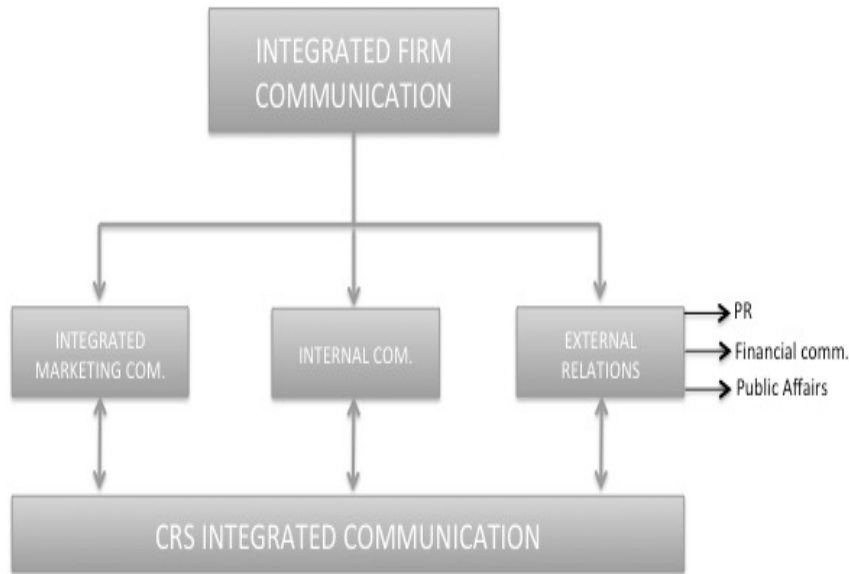 INTEGRATED FIRM
COMMUNICATION
INTEGRATED
MARKETING COM.
INTERNAL COM.
EXTERNAL
RELATIONS
PR
Financial comm.
Public Affairs
CRS INTEGRATED COMMUNICATION